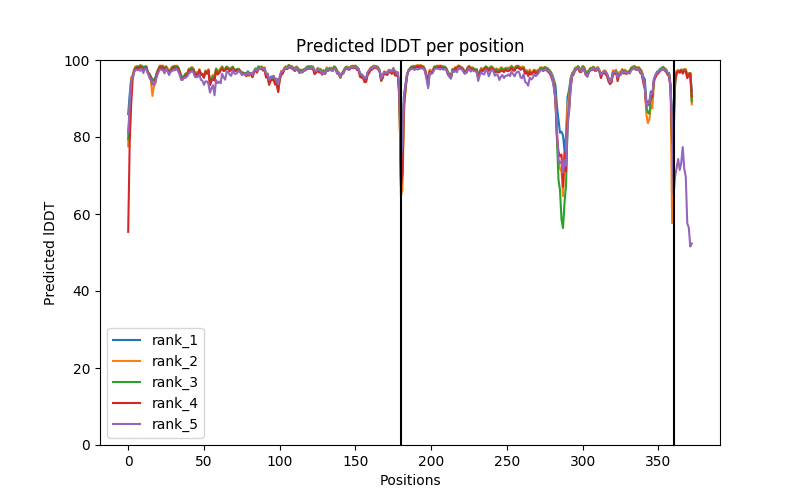 Predicted lDDT per position
Predicted lDDT
100
80
60
40
20
0
rank_1
rank_2
rank_3
rank_4
rank_5
0 50 100 150 200 250 300 350
Positions